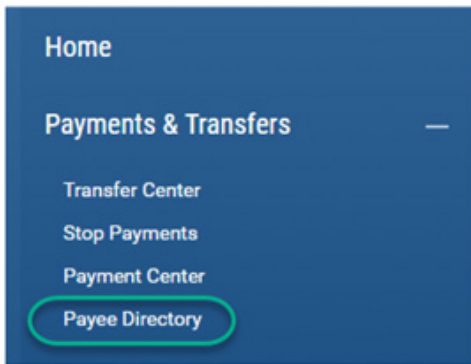 Home
Payments & Transfers
Transfer Center
Stop Payments
Payment Center
Payee Directory